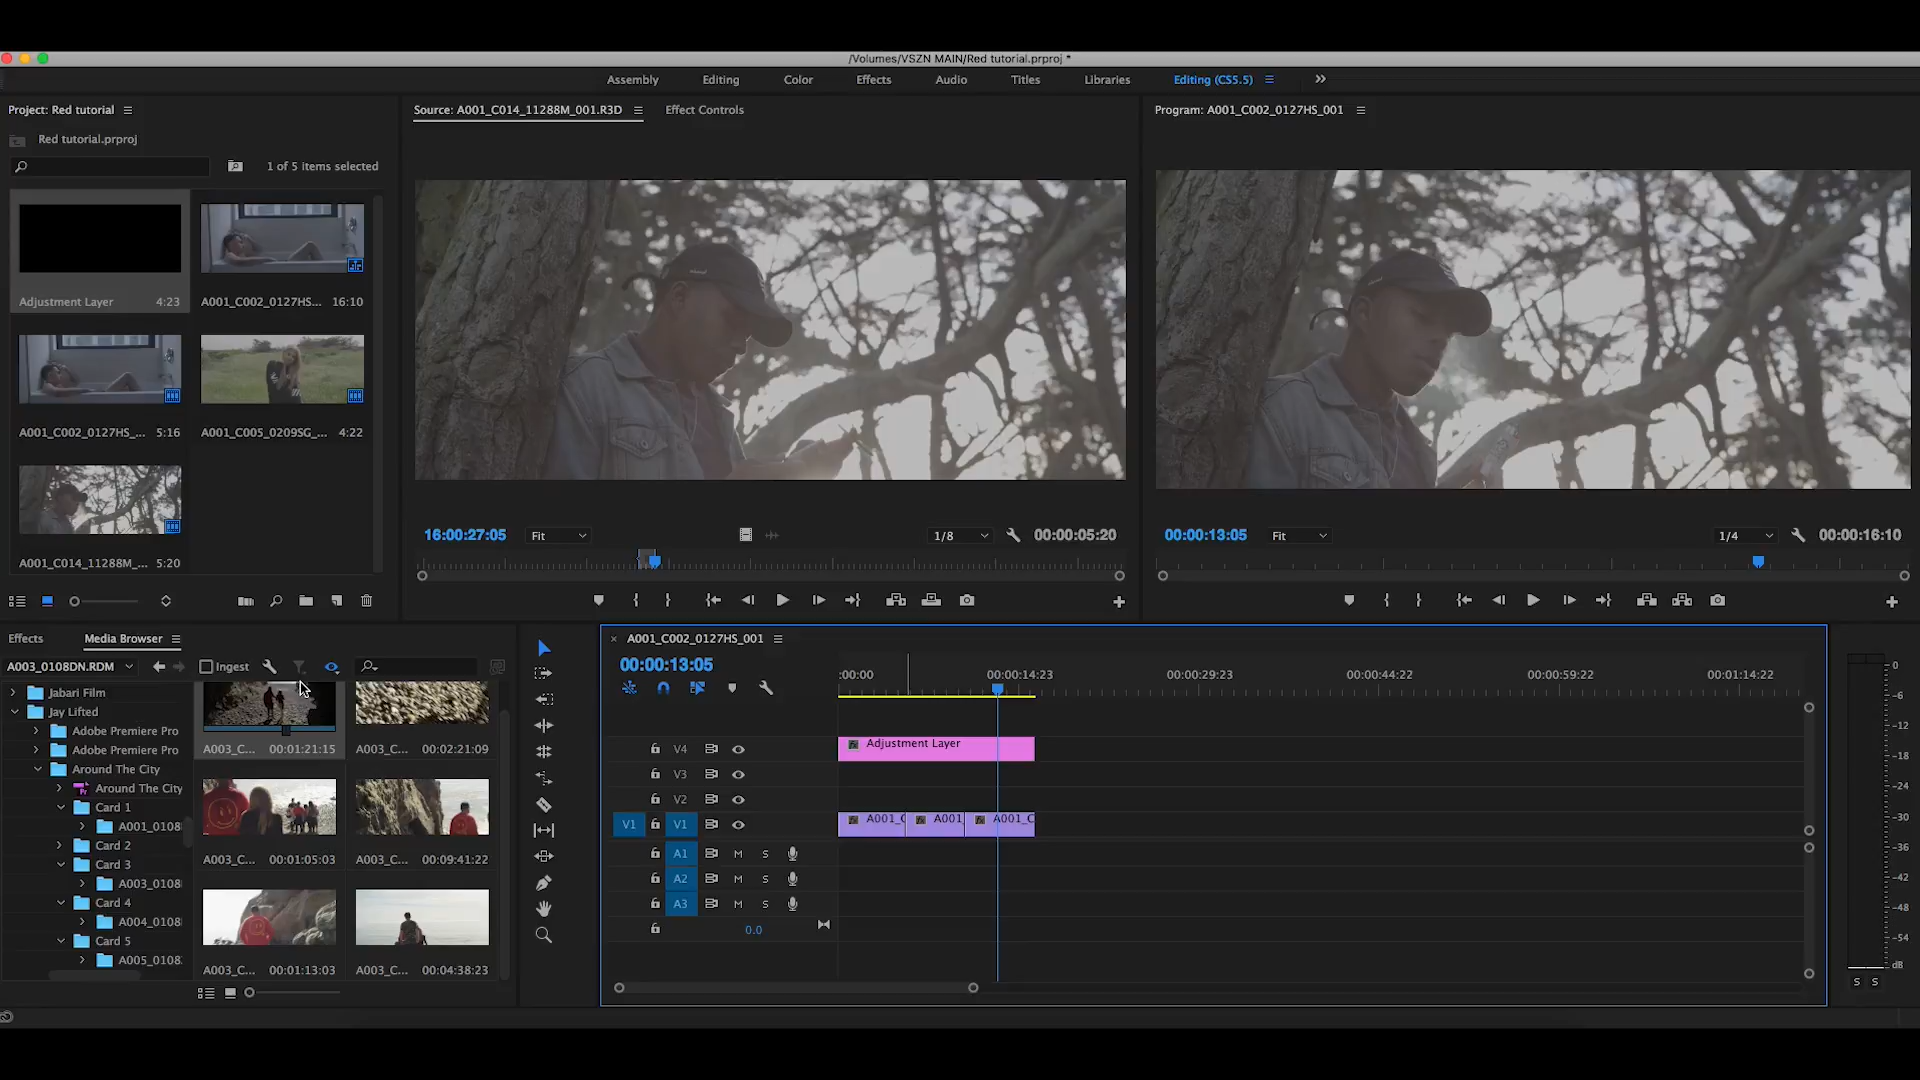 /Volumes/VSZN MAIN/Red tutorial.prproj *
Assembly
Editing
Color
Effects
Audio
Titles
Libraries
Editing (CS5.5)
Project: Red tutorial
Source: A001_C014_11288M_001.R3D
Effect Controls
Program: A001_C002_0127HS_001
Red tutorial.prproj
1 of 5 items selected
Adjustment Layer 4:23
A001_C002_0127HS... 16:10
A001_C002_0127HS_... 5:16
A001_C005_0209SG_... 4:22
A001_C014_11288M_... 5:20
16:00:27:05
Fit
1/8
00:00:05:20
00:00:13:05
Fit
1/4
00:00:16:10
Effects
Media Browser
A003_0108DN.RDM
Ingest
Jabari Film
Jay Lifted
Adobe Premiere Pro
Adobe Premiere Pro
Around The City
Around The City
Card 1
A001_0108
Card 2
Card 3
A003_0108
Card 4
A004_0108
Card 5
A005_0108
A003_C... 00:01:21:15
A003_C... 00:02:21:09
A003_C... 00:01:05:03
A003_C... 00:09:41:22
A003_C... 00:01:13:03
A003_C... 00:04:38:23
A001_C002_0127HS_001
00:00:13:05
:00:00
00:00:14:23
00:00:29:23
00:00:44:22
00:00:59:22
00:01:14:22
V4
Adjustment Layer
V3
V2
V1 V1
A001_C
A001_
A001_C
A1 M S
A2 M S
A3 M S
0.0
0
-6
-12
-18
-24
-30
-36
-42
-48
-54
dB
S S